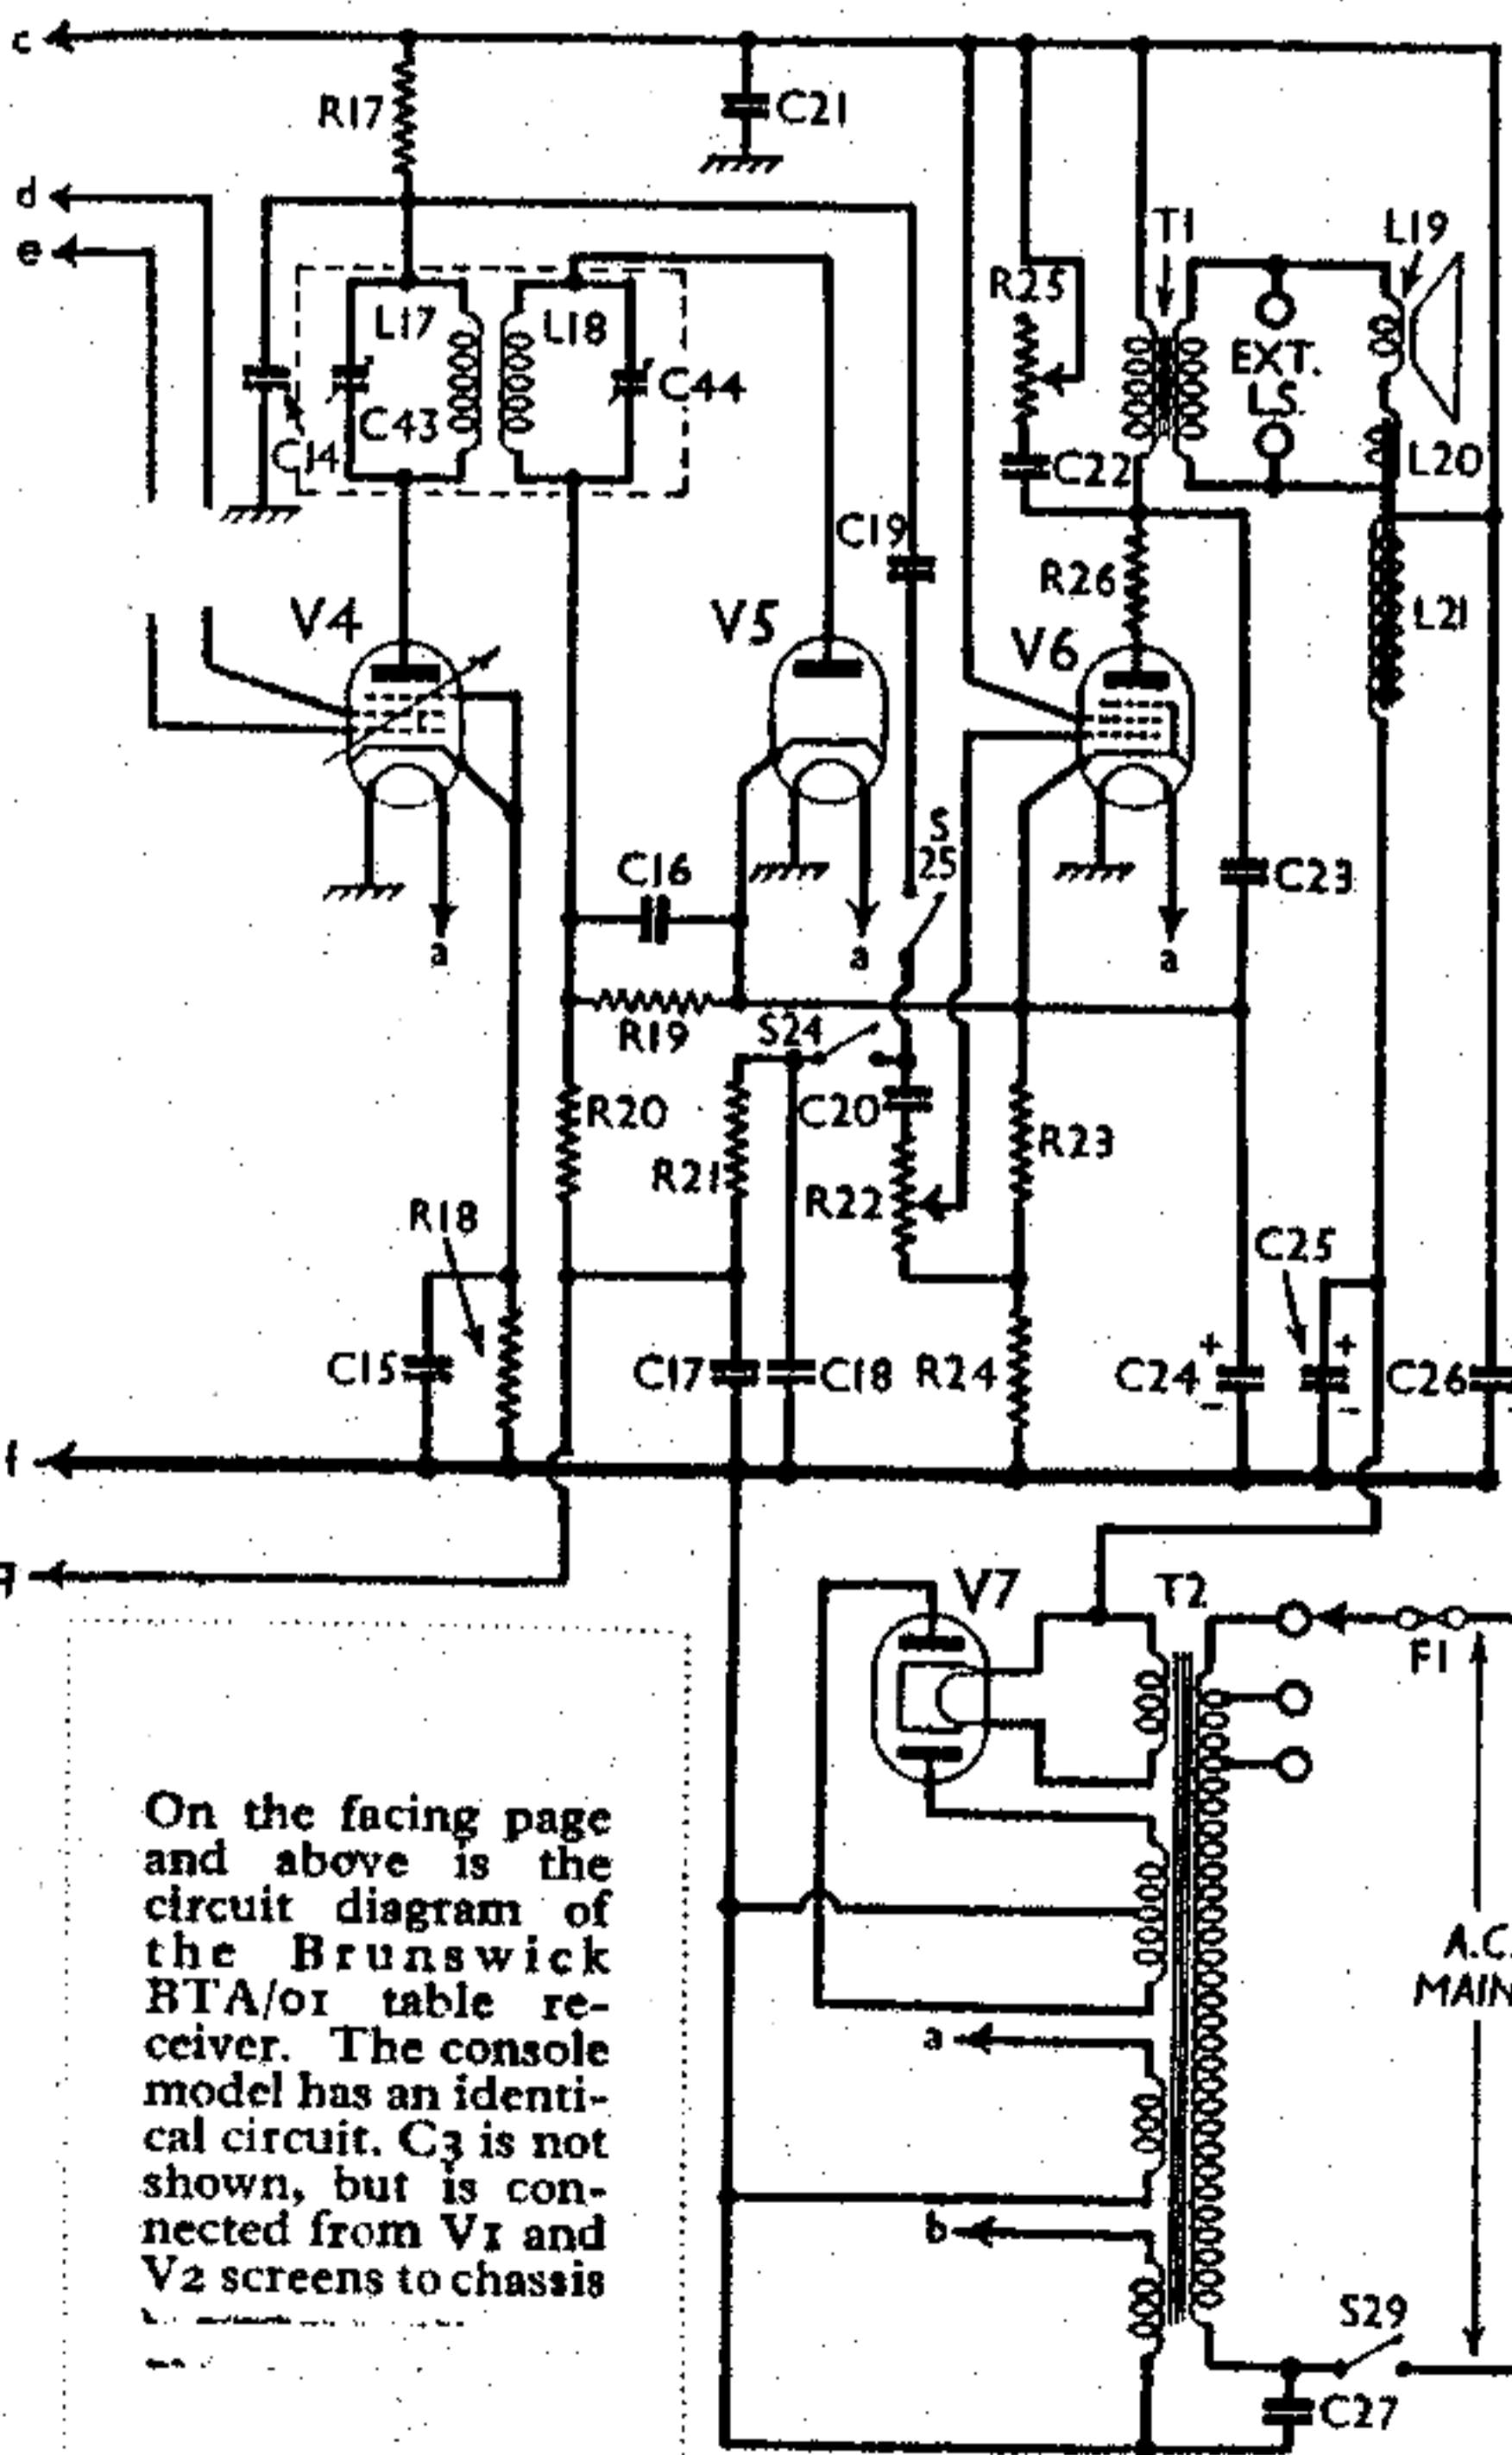 c
R17
C21
d
e
T1
L19
R25
L17
L18
EXT.
L.S.
C44
C43
C14
C22
L20
C19
R26
V4
V5
V6
L21
S
25
C16
C23
a
a
a
R19
S24
R20
C20
R21
R23
R22
R18
C25
C15
C17
C18
R24
C24
+
-
+
-
C26
f
V7
T2
F1
On the facing page
and above is the
circuit diagram of
the Brunswick
BTA/01 table re-
ceiver. The console
model has an identi-
cal circuit. C3 is not
shown, but is con-
nected from V1 and
V2 screens to chassis
A.C.
MAIN
a
b
S29
C27